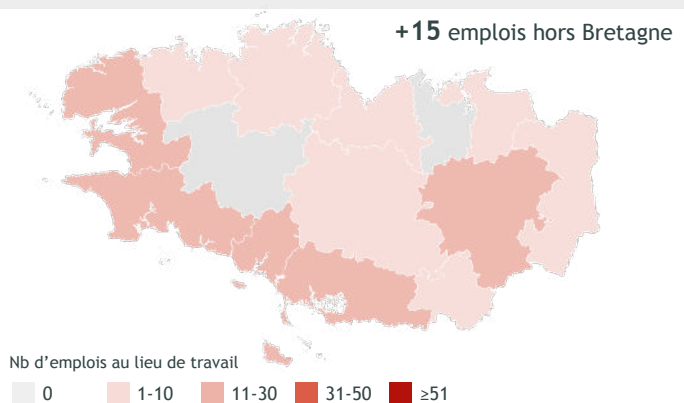 +15 emplois hors Bretagne
Nb d’emplois au lieu de travail
0 1-10 11-30 31-50 ≥51